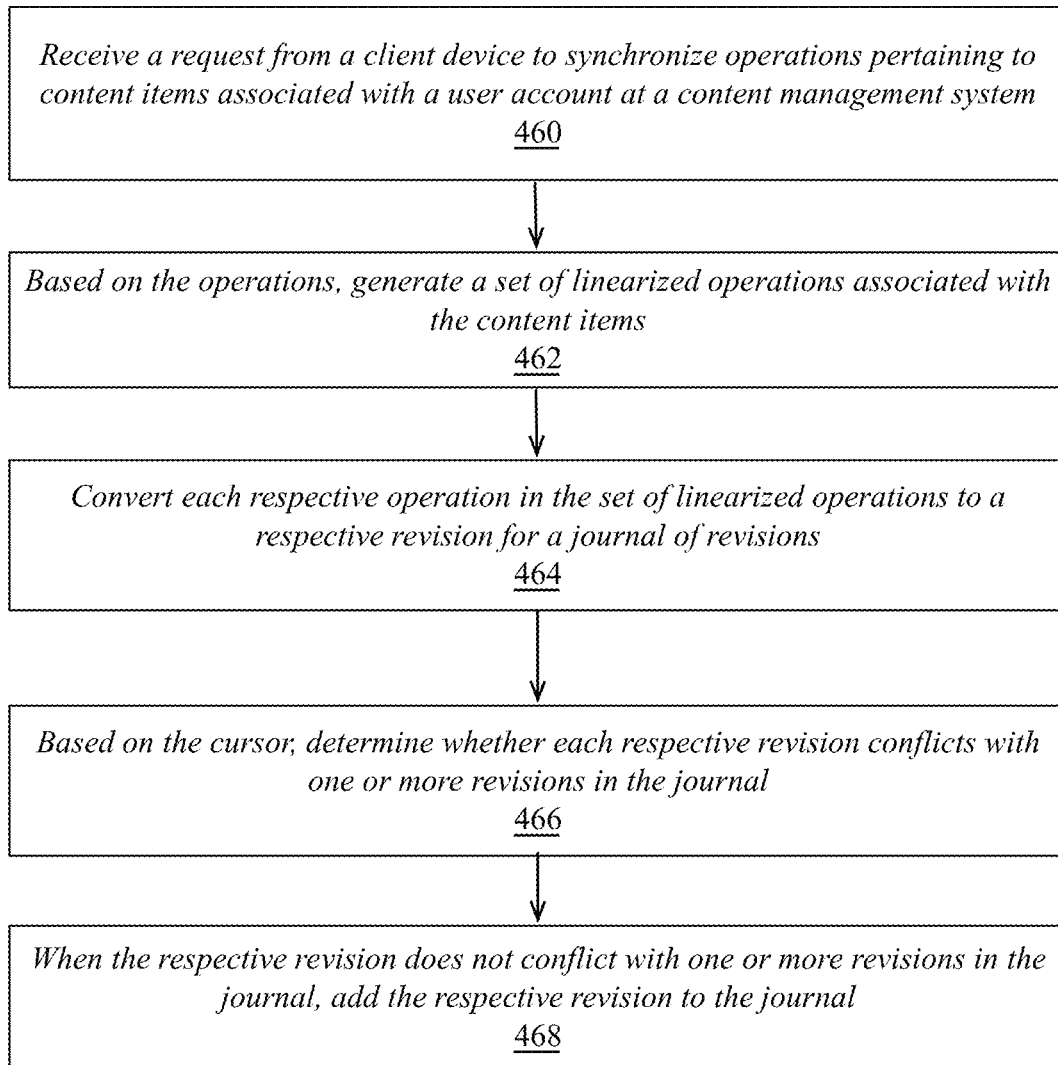 Receive a request from a client device to synchronize operations pertaining to
content items associated with a user account at a content management system
460
Based on the operations, generate a set of linearized operations associated with
the content items
462
Convert each respective operation in the set of linearized operations to a
respective revision for a journal of revisions
464
Based on the cursor, determine whether each respective revision conflicts with
one or more revisions in the journal
466
When the respective revision does not conflict with one or more revisions in the
journal, add the respective revision to the journal
468